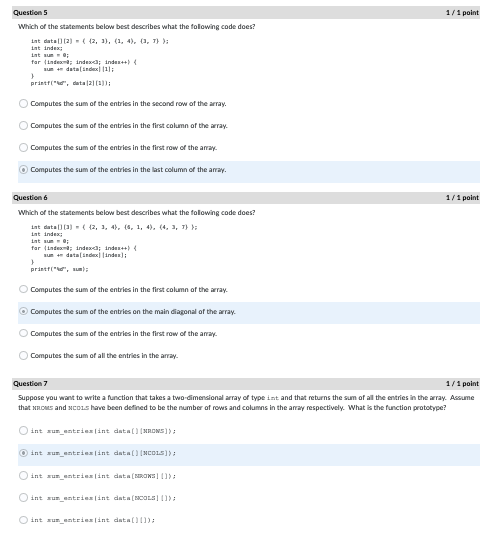 Question 5 1 / 1 point
Which of the statements below best describes what the following code does?
int data[][2] = { {2, 3}, {1, 4}, {3, 7} };
int index;
int sum = 0;
for (index=0; index<3; index++) {
sum += data[index][1];
}
printf("%d", data[2][1]);
Computes the sum of the entries in the second row of the array.
Computes the sum of the entries in the first column of the array.
Computes the sum of the entries in the first row of the array.
Computes the sum of the entries in the last column of the array.
Question 6 1 / 1 point
Which of the statements below best describes what the following code does?
int data[][3] = { {2, 3, 4}, {6, 1, 4}, {4, 3, 7} };
int index;
int sum = 0;
for (index=0; index<3; index++) {
sum += data[index][index];
}
printf("%d", sum);
Computes the sum of the entries in the first column of the array.
Computes the sum of the entries on the main diagonal of the array.
Computes the sum of the entries in the first row of the array.
Computes the sum of all the entries in the array.
Question 7 1 / 1 point
Suppose you want to write a function that takes a two-dimensional array of type int and that returns the sum of all the entries in the array. Assume
that NROWS and NCOLS have been defined to be the number of rows and columns in the array respectively. What is the function prototype?
int sum_entries(int data[][NROWS]);
int sum_entries(int data[][NCOLS]);
int sum_entries(int data[NROWS][]);
int sum_entries(int data[NCOLS][]);
int sum_entries(int data[][]);